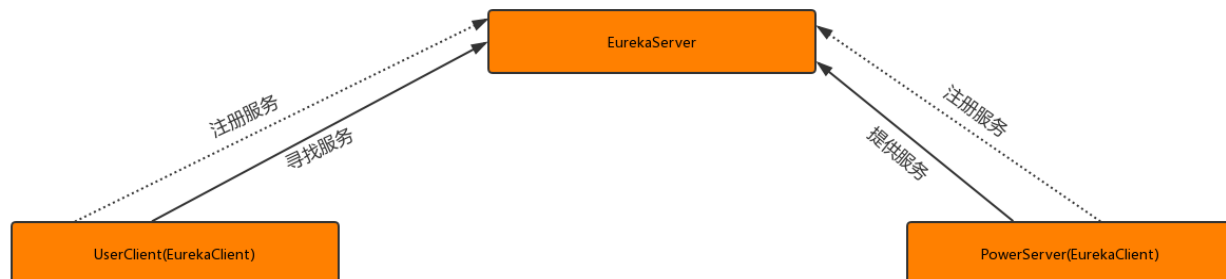 EurekaServer
注册服务
寻找服务
注册服务
提供服务
UserClient(EurekaClient)
PowerServer(EurekaClient)